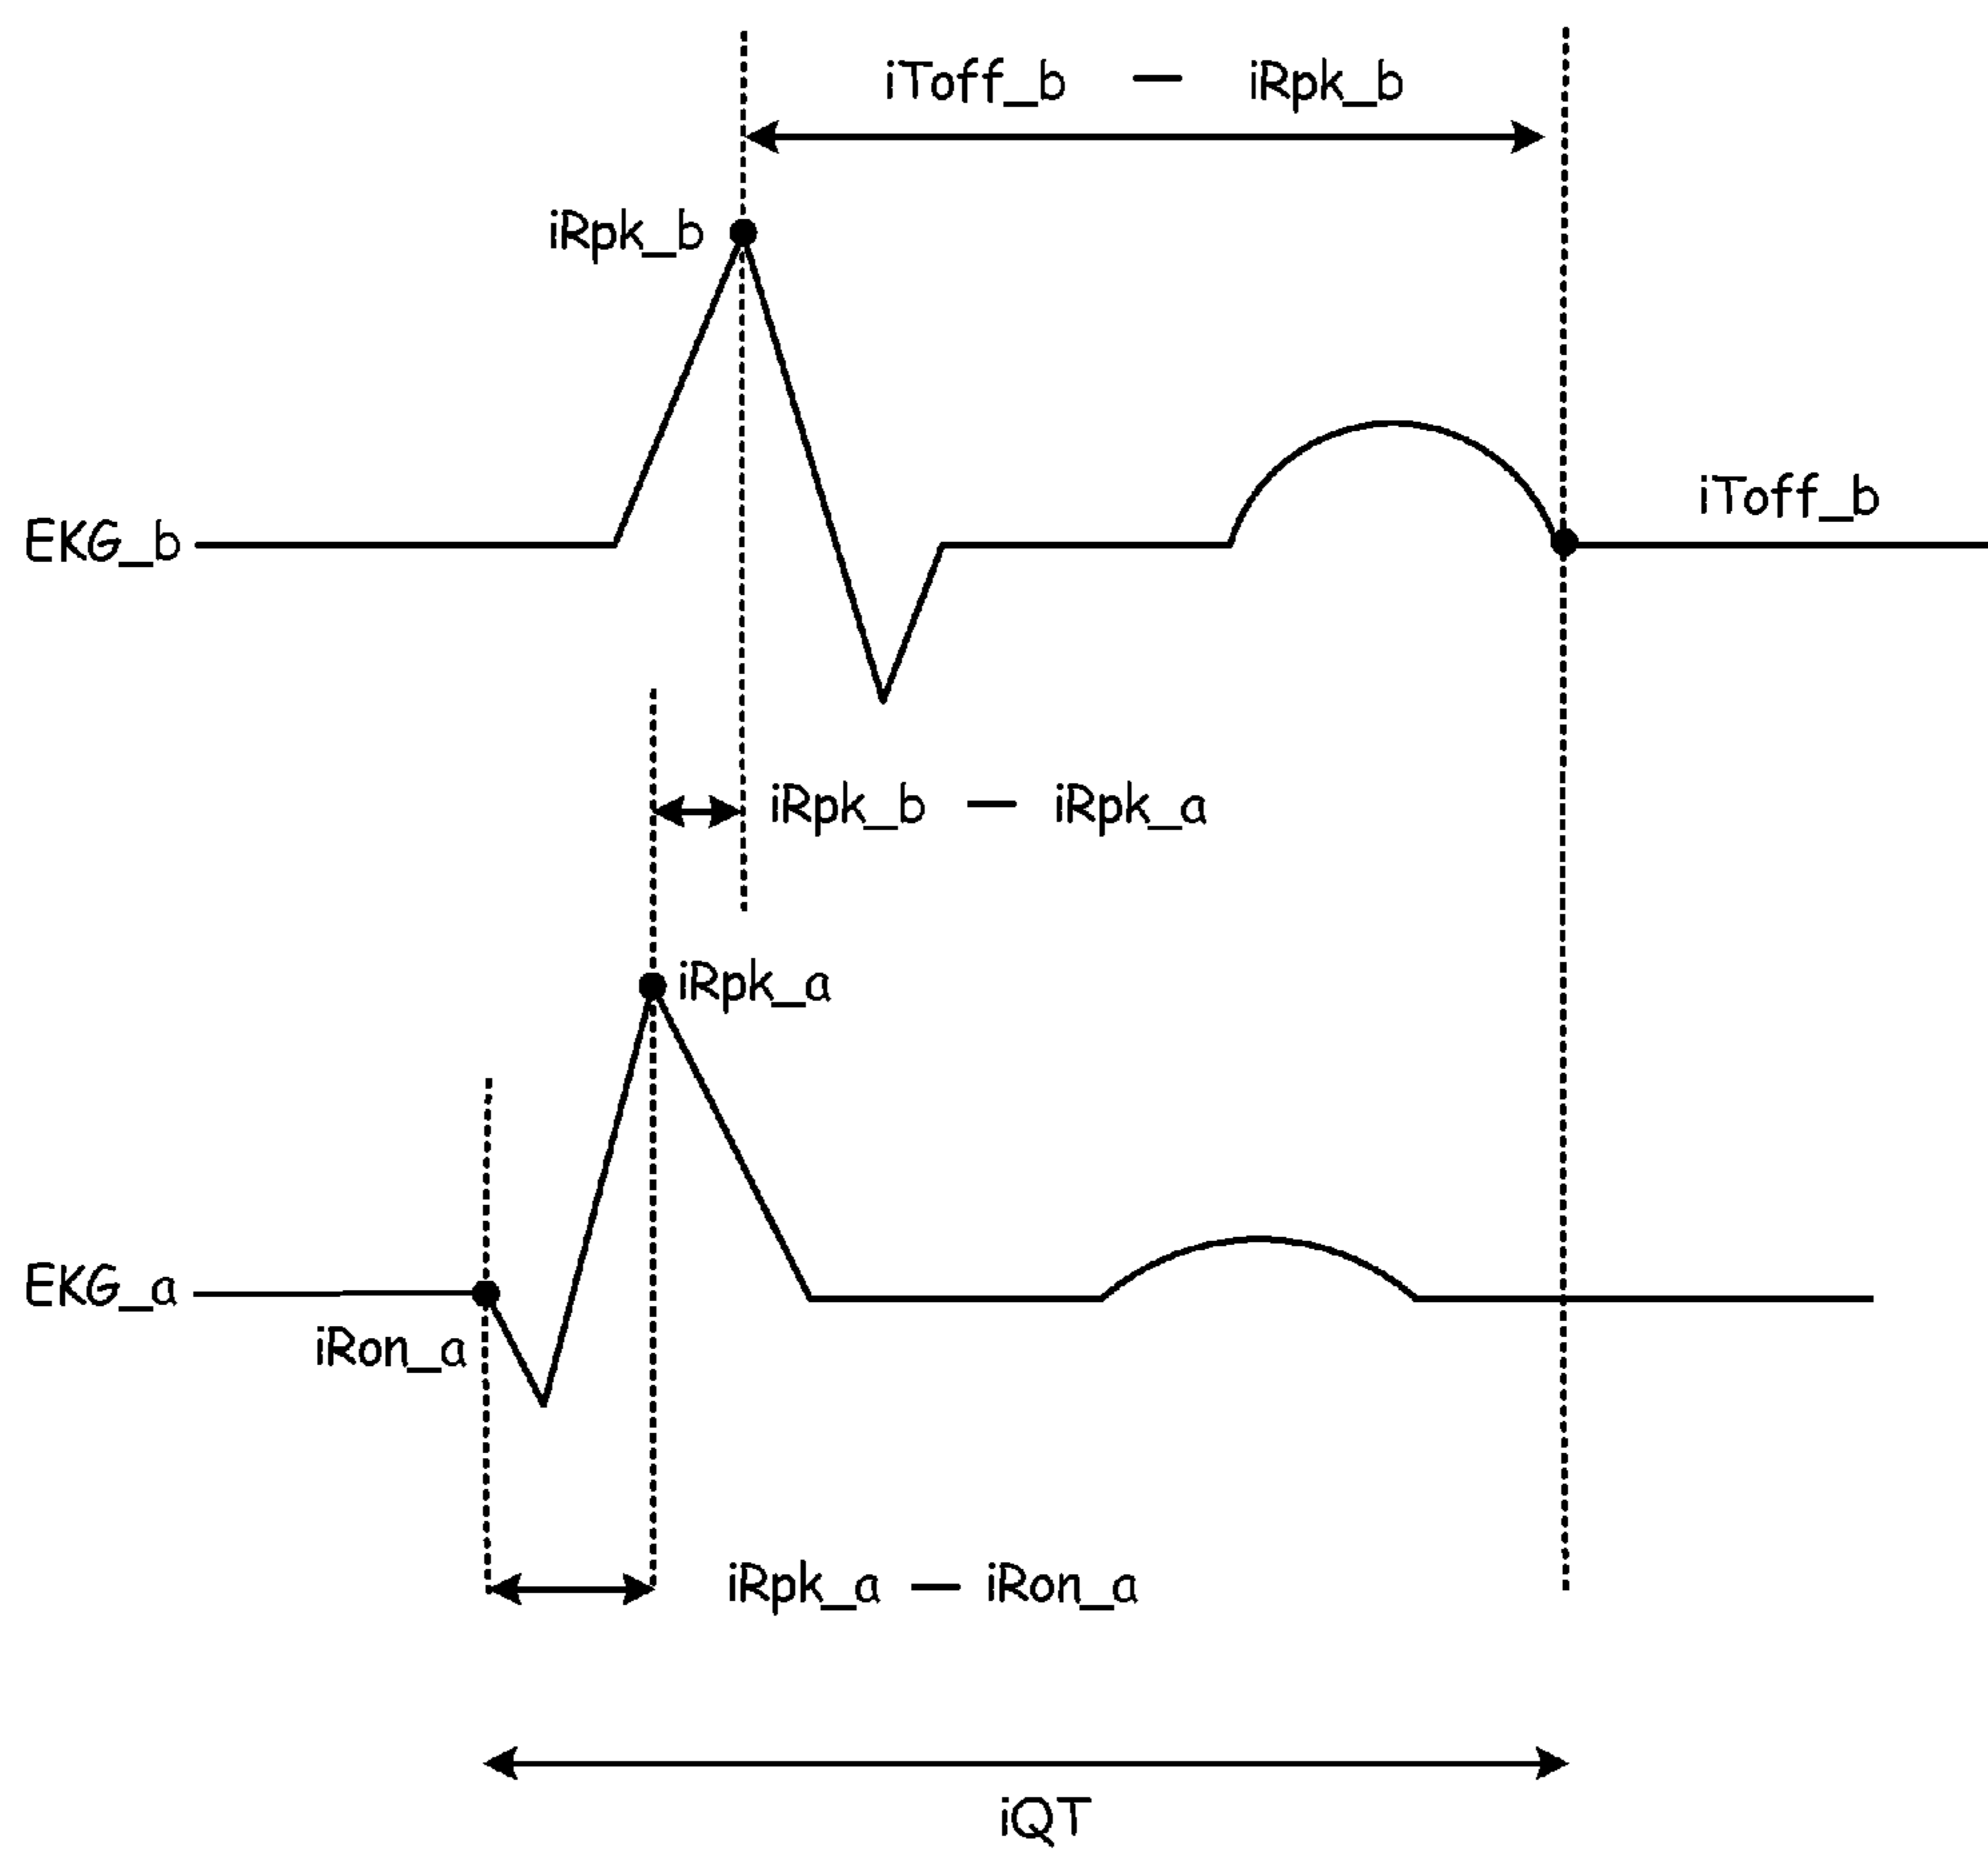 iToff_b — iRpk_b
iRpk_b
iToff_b
EKG_b
iRpk_b — iRpk_a
iRpk_a
EKG_a
iRon_a
iRpk_a — iRon_a
iQT